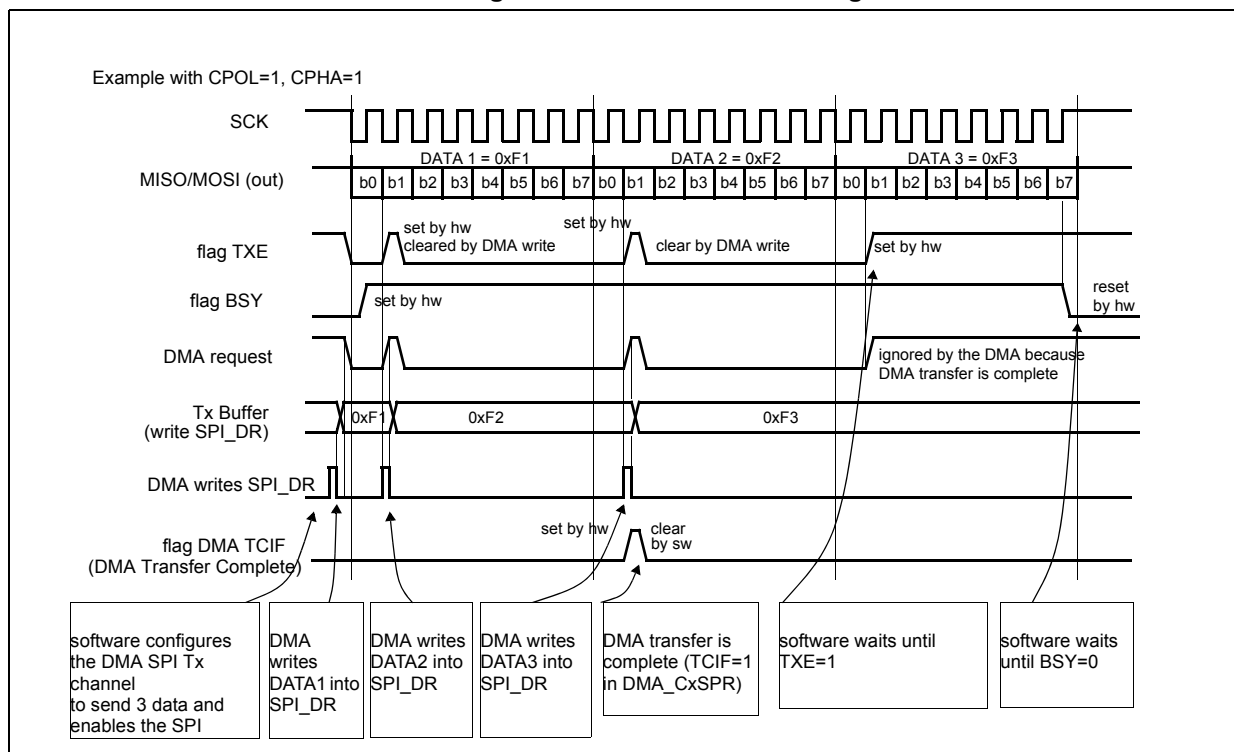 Example with CPOL=1, CPHA=1
SCK
DATA 1 = 0xF1
DATA 2 = 0xF2
DATA 3 = 0xF3
MISO/MOSI (out)
b0 b1 b2 b3 b4 b5 b6 b7 b0 b1 b2 b3 b4 b5 b6 b7 b0 b1 b2 b3 b4 b5 b6 b7
flag TXE
set by hw
cleared by DMA write
set by hw
clear by DMA write
set by hw
flag BSY
set by hw
reset
by hw
DMA request
ignored by the DMA because
DMA transfer is complete
Tx Buffer
(write SPI_DR)
0xF1
0xF2
0xF3
DMA writes SPI_DR
flag DMA TCIF
(DMA Transfer Complete)
set by hw
clear
by sw
software configures
the DMA SPI Tx
channel
to send 3 data and
enables the SPI
DMA
writes
DATA1 into
SPI_DR
DMA writes
DATA2 into
SPI_DR
DMA writes
DATA3 into
SPI_DR
DMA transfer is
complete (TCIF=1
in DMA_CxSPR)
software waits until
TXE=1
software waits
until BSY=0